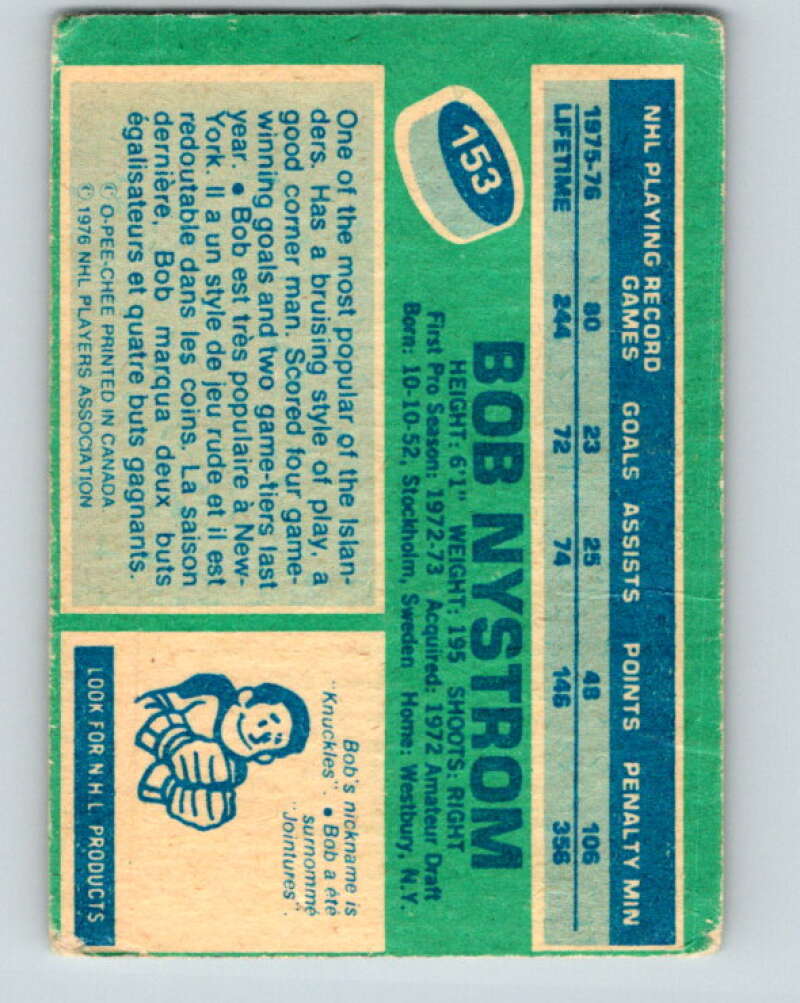 NHL PLAYING RECORD
GAMES GOALS ASSISTS POINTS PENALTY MIN
1975-76 80 23 25 48 106
LIFETIME 244 72 74 146 356
153
BOB NYSTROM
HEIGHT: 6'1" WEIGHT: 195 SHOOTS: RIGHT
First Pro Season: 1972-73 Acquired: 1972 Amateur Draft
Born: 10-10-52, Stockholm, Sweden Home: Westbury, N.Y.
One of the most popular of the Islan-
ders. Has a bruising style of play, a
good corner man. Scored four game-
winning goals and two game-tiers last
year. • Bob est très populaire à New-
York. Il a un style de jeu rude et il est
redoutable dans les coins. La saison
dernière, Bob marqua deux buts
égalisateurs et quatre buts gagnants.
© O-PEE-CHEE PRINTED IN CANADA
© 1976 NHL PLAYERS ASSOCIATION
Bob's nickname is
"Knuckles". • Bob a été
surnommé
"Jointures".
LOOK FOR N.H.L. PRODUCTS